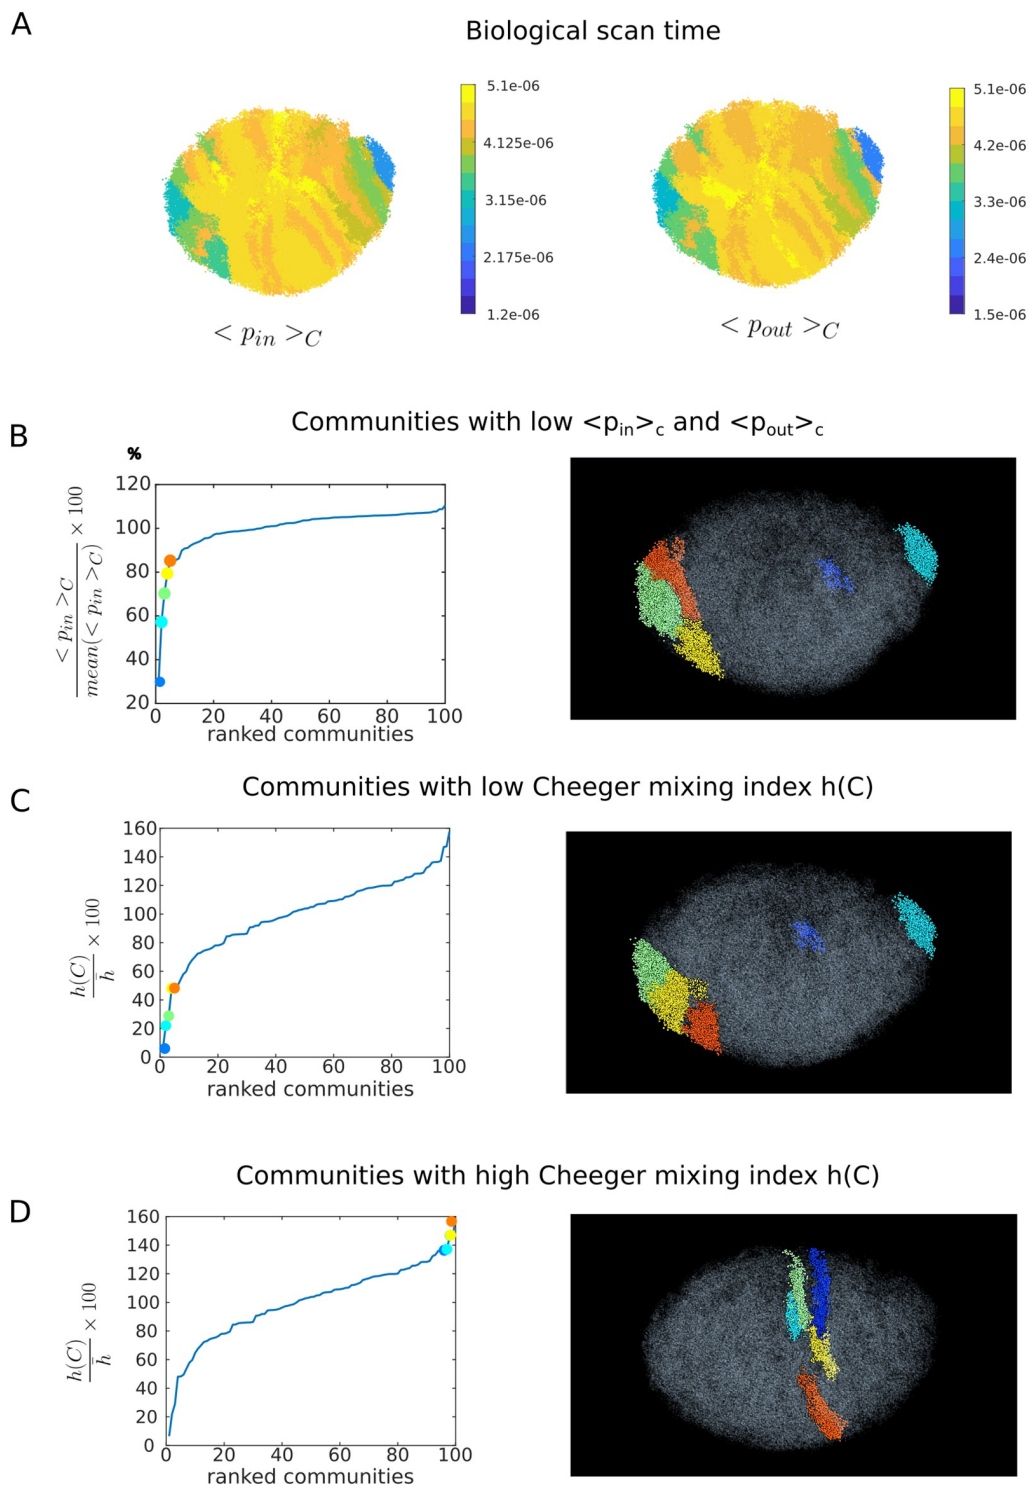 A
Biological scan time
5.1e-06
4.125e-06
3.15e-06
2.175e-06
1.2e-06
5.1e-06
4.2e-06
3.3e-06
2.4e-06
1.5e-06
< p_in >_C
< p_out >_C
B
Communities with low <p_in>_c and <p_out>_c
%
120
100
80
60
40
20
0 20 40 60 80 100
ranked communities
< p_in >_C / mean(< p_in >_C) × 100
C
Communities with low Cheeger mixing index h(C)
160
140
120
100
80
60
40
20
0
0 20 40 60 80 100
ranked communities
h(C) / h̄ × 100
D
Communities with high Cheeger mixing index h(C)
160
140
120
100
80
60
40
20
0
0 20 40 60 80 100
ranked communities
h(C) / h̄ × 100